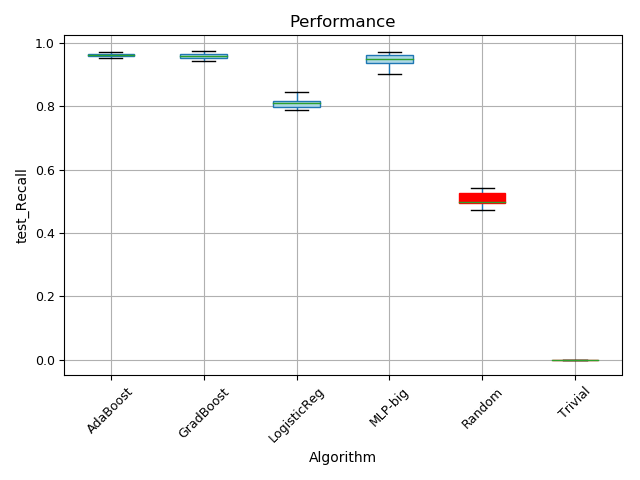 Performance
1.0
0.8
0.6
0.4
0.2
0.0
test_Recall
AdaBoost
GradBoost
LogisticReg
MLP-big
Random
Trivial
Algorithm